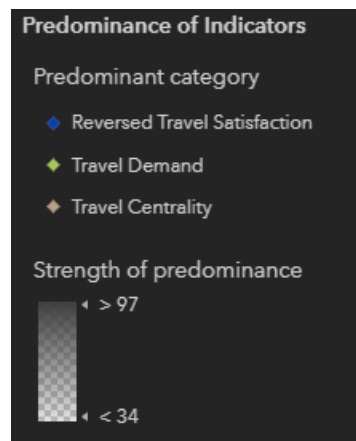 Predominance of Indicators
Predominant category
Reversed Travel Satisfaction
Travel Demand
Travel Centrality
Strength of predominance
> 97
< 34